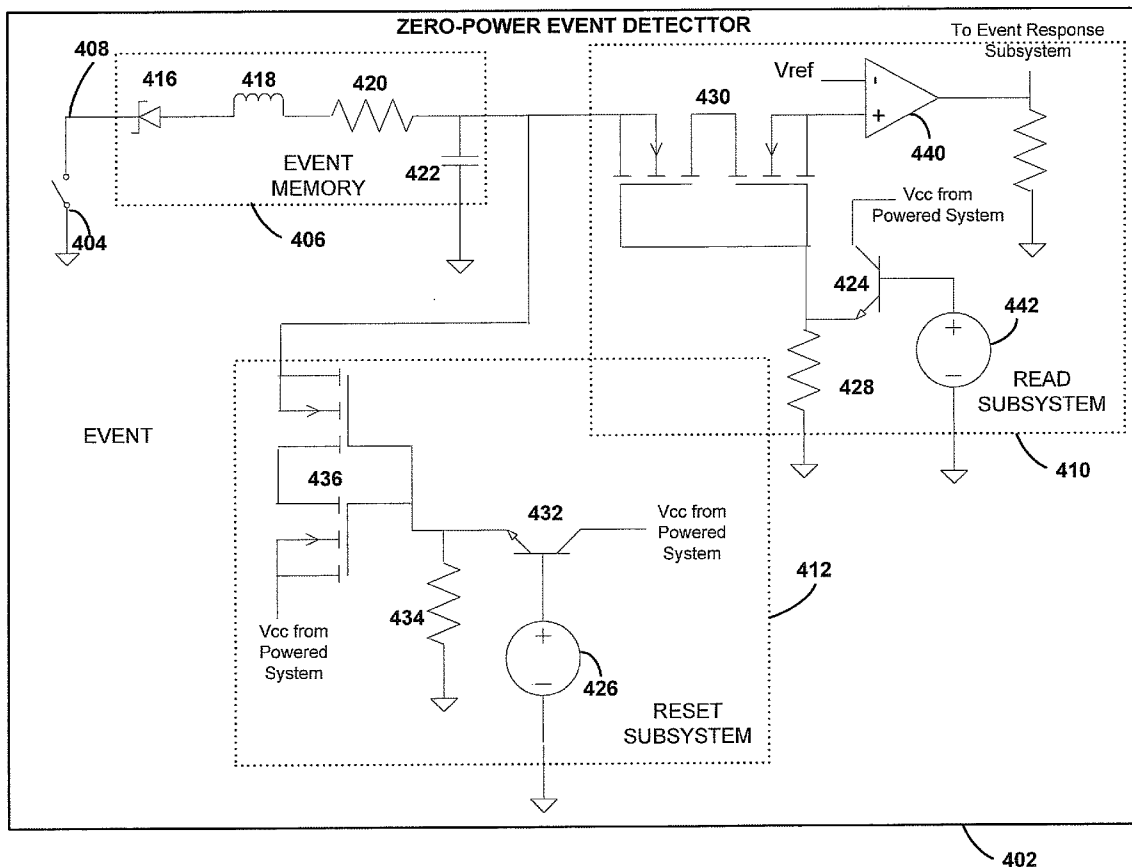 ZERO-POWER EVENT DETECTTOR
To Event Response
Subsystem
408
416
418
420
430
Vref
-
+
440
EVENT
MEMORY
422
404
406
Vcc from
Powered System
424
442
+
–
428
READ
SUBSYSTEM
410
EVENT
436
432
Vcc from
Powered
System
412
434
Vcc from
Powered
System
+
–
426
RESET
SUBSYSTEM
402